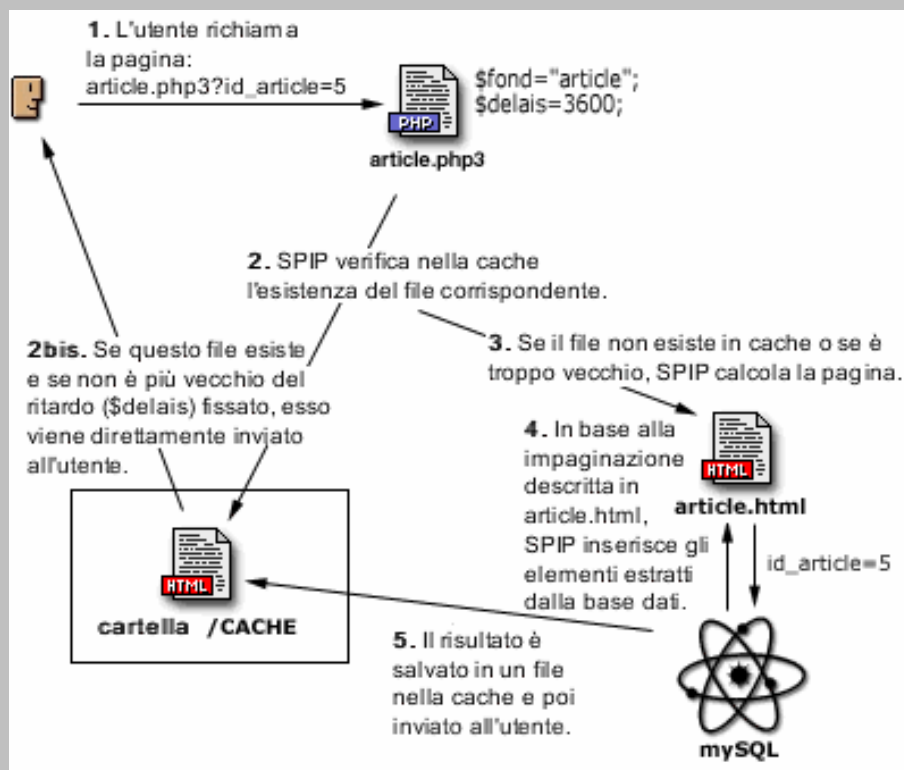 1. L'utente richiama
la pagina:
article.php3?id_article=5
$fond="article";
$delais=3600;
PHP
article.php3
2. SPIP verifica nella cache
l'esistenza del file corrispondente.
2bis. Se questo file esiste
e se non è più vecchio del
ritardo ($delais) fissato, esso
viene direttamente inviato
all'utente.
3. Se il file non esiste in cache o se è
troppo vecchio, SPIP calcola la pagina.
4. In base alla
impaginazione
descritta in
article.html,
SPIP inserisce gli
elementi estratti
dalla base dati.
HTML
article.html
id_article=5
HTML
cartella /CACHE
5. Il risultato è
salvato in un file
nella cache e poi
inviato all'utente.
mySQL